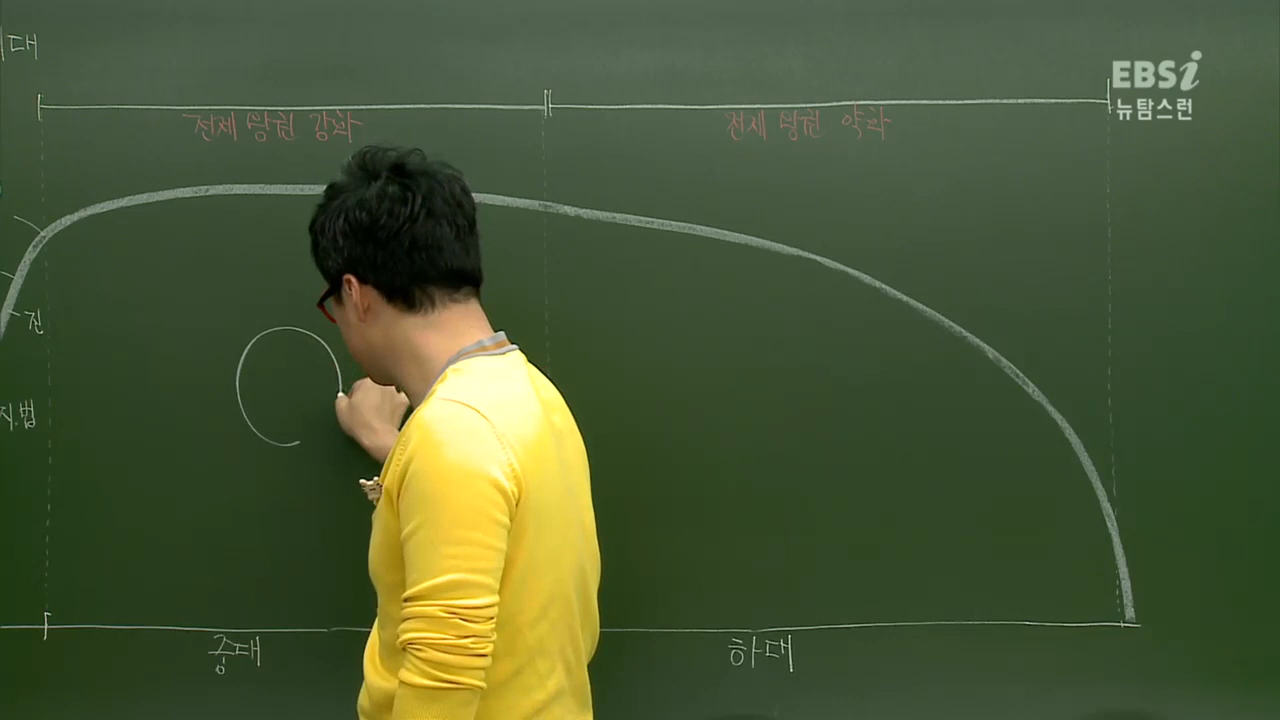 대
EBSi
뉴탐스런
전제 왕권 강화
전제 왕권 약화
진
지.법
중대
하대